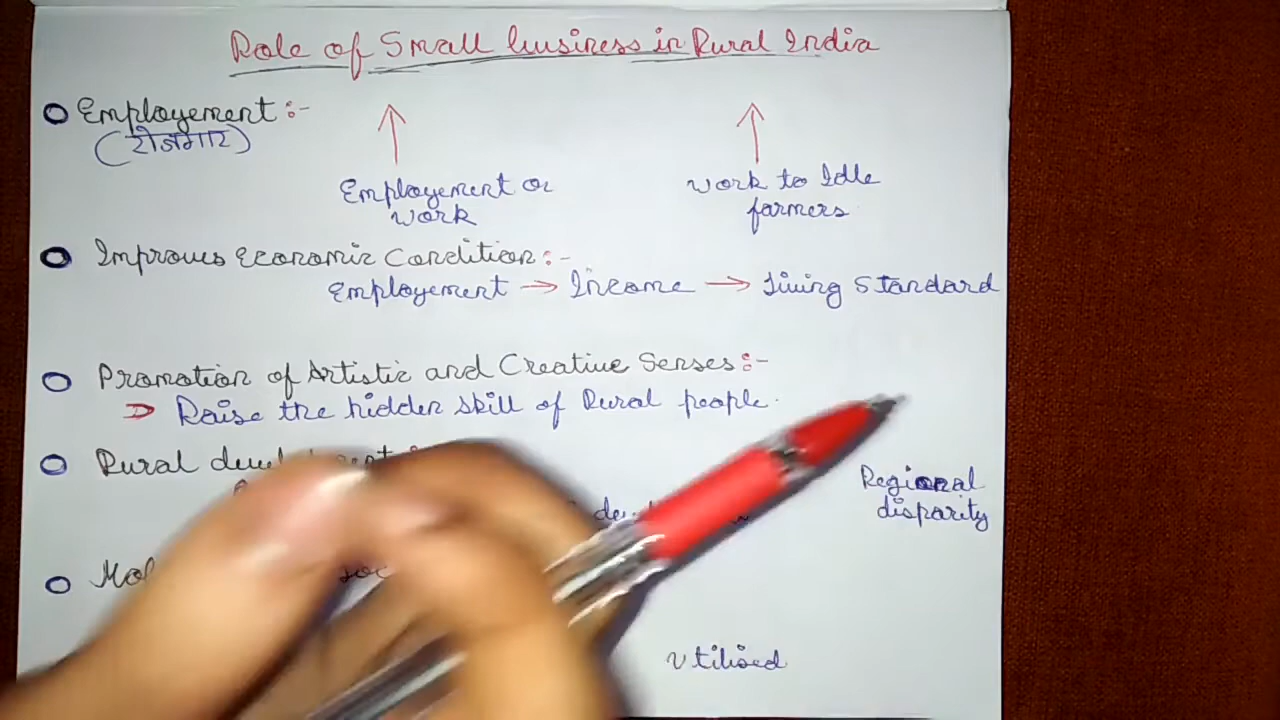 Role of Small business in Rural India
Employement :-
(रोजगार)
Employement or
work
work to Idle
farmers
Improves Economic Condition :-
Employement → Income → Living Standard
Promotion of Artistic and Creative Senses :-
Raise the hidden skill of Rural people.
Rural
Regional
disparity
Utilised